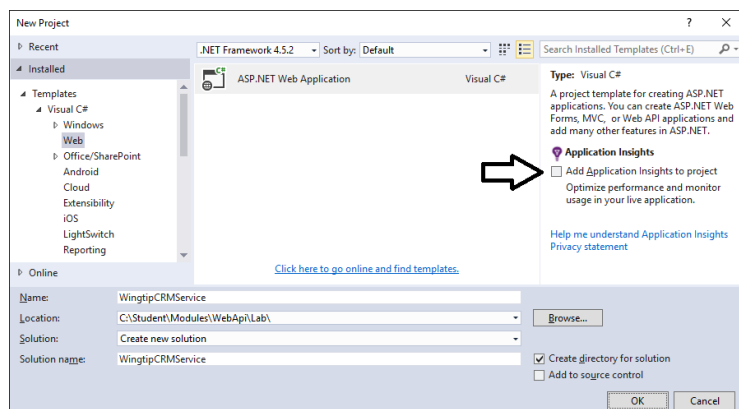 New Project
Recent
.NET Framework 4.5.2
Sort by: Default
Search Installed Templates (Ctrl+E)
Installed
Templates
Visual C#
Windows
Web
Office/SharePoint
Android
Cloud
Extensibility
iOS
LightSwitch
Reporting
Online
C#
ASP.NET Web Application
Visual C#
Type: Visual C#
A project template for creating ASP.NET
applications. You can create ASP.NET Web
Forms, MVC, or Web API applications and
add many other features in ASP.NET.
Application Insights
Add Application Insights to project
Optimize performance and monitor
usage in your live application.
Help me understand Application Insights
Privacy statement
Click here to go online and find templates.
Name: WingtipCRMService
Location: C:\Student\Modules\WebApi\Lab\
Browse...
Solution: Create new solution
Solution name: WingtipCRMService
Create directory for solution
Add to source control
OK
Cancel